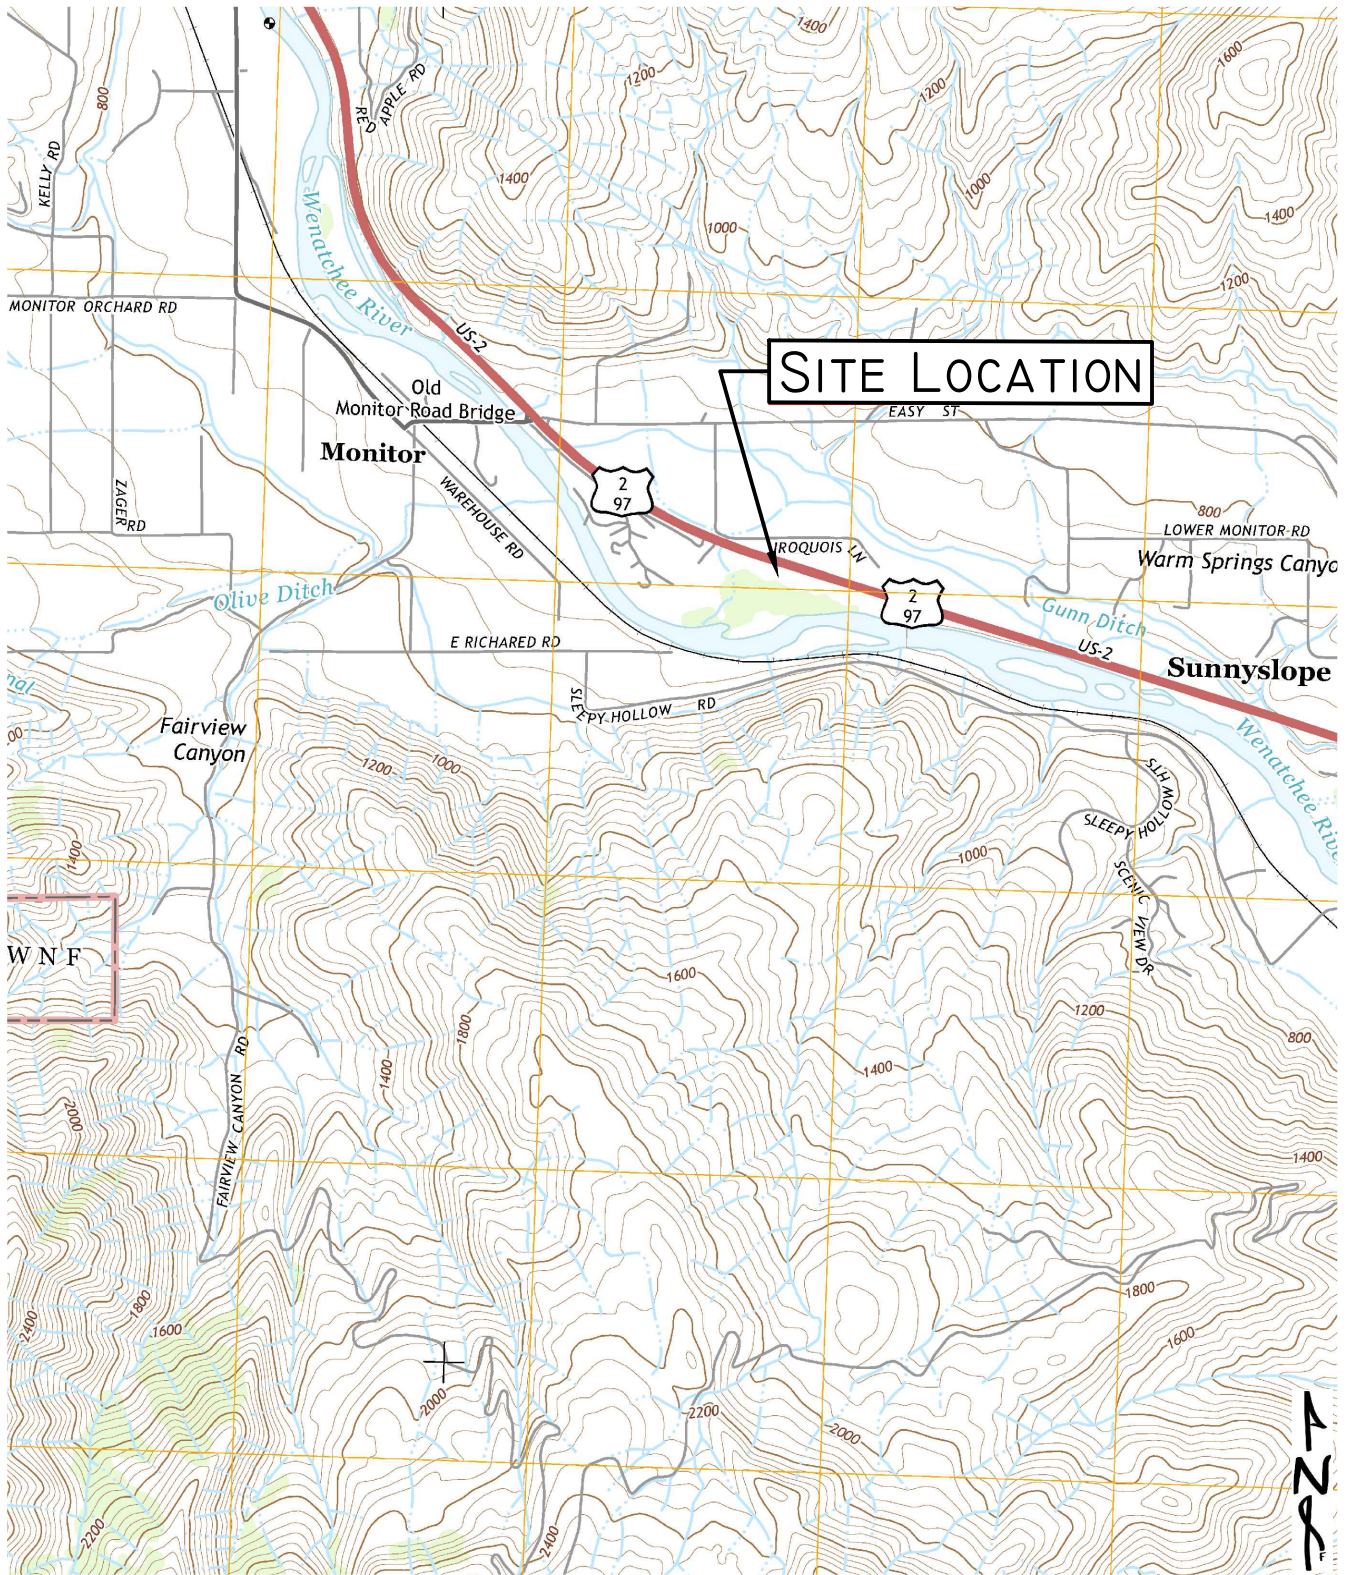 1400
1600
1200
1200
APPLE RD
RED
800
KELLY RD
1400
1000
1400
1000
Wenatchee River
1200
MONITOR ORCHARD RD
US-2
SITE LOCATION
Old
Monitor Road Bridge
EASY ST
Monitor
2
97
WAREHOUSE RD
ZAGER RD
800
LOWER MONITOR RD
IROQUOIS LN
Warm Springs Canyo
Olive Ditch
2
97
Gunn Ditch
E RICHARED RD
US-2
Sunnyslope
nal
SLEEPY HOLLOW RD
Fairview
Canyon
00
1200
1000
Wenatchee Rive
SLEEPY HOLLOW HTS
1400
1000
SCENIC VIEW DR
WNF
1600
1200
1800
800
FAIRVIEW CANYON RD
1400
1400
2000
1400
1800
1800
2400
1600
1600
2000
2200
2000
2200
2400
N
F